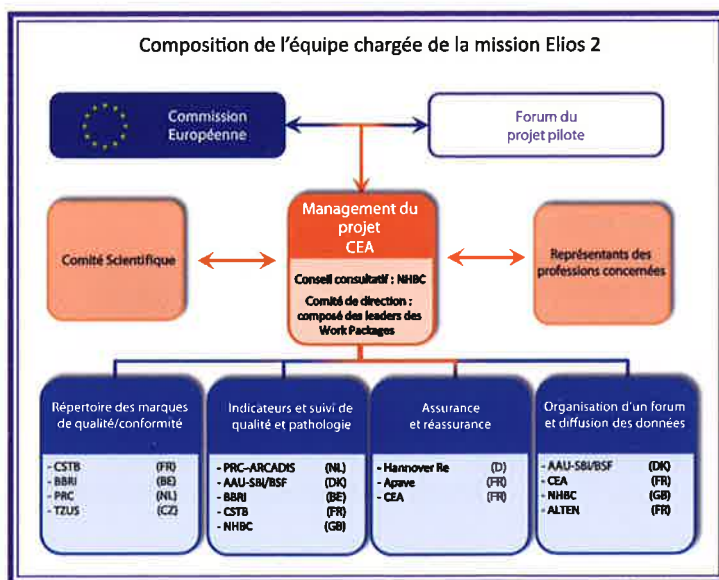 Composition de l'équipe chargée de la mission Elios 2
Commission
Européenne
Forum du
projet pilote
Management du
projet
CEA
Comité Scientifique
Conseil consultatif : NHBC
Comité de direction :
composé des leaders des
Work Packages
Représentants des
professions concernées
Répertoire des marques
de qualité/conformité
- CSTB (FR)
- BBRI (BE)
- PRC (NL)
- TZUS (CZ)
Indicateurs et suivi de
qualité et pathologie
- PRC-ARCADIS (NL)
- AAU-SBI/BSF (DK)
- BBRI (BE)
- CSTB (FR)
- NHBC (GB)
Assurance
et réassurance
- Hannover Re (D)
- Apave (FR)
- CEA (FR)
Organisation d'un forum
et diffusion des données
- AAU-SBI/BSF (DK)
- CEA (FR)
- NHBC (GB)
- ALTEN (FR)